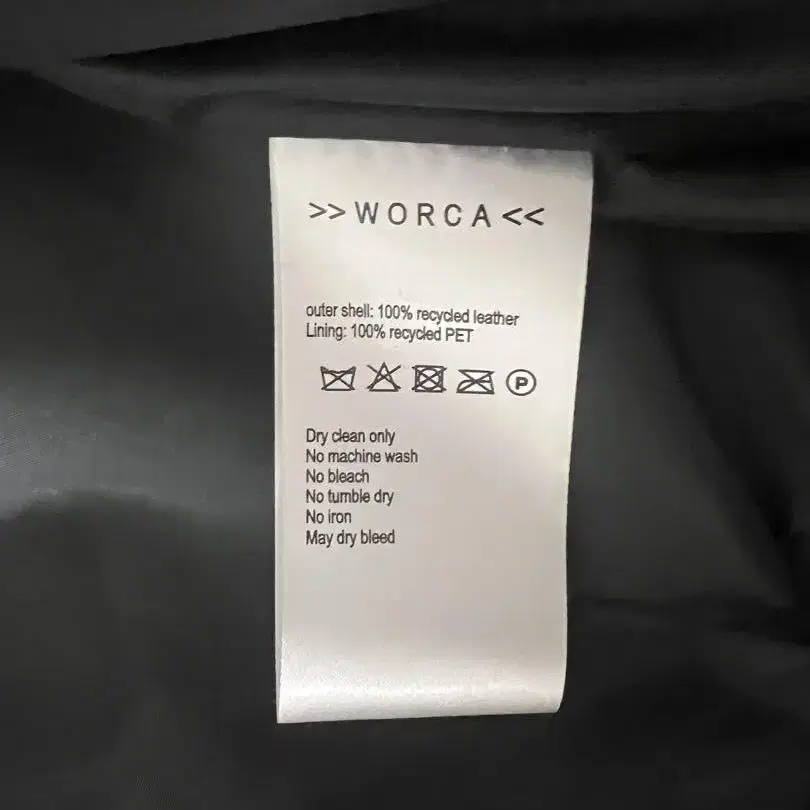 >>WORCA<<
outer shell: 100% recycled leather
Lining: 100% recycled PET
P
Dry clean only
No machine wash
No bleach
No tumble dry
No iron
May dry bleed